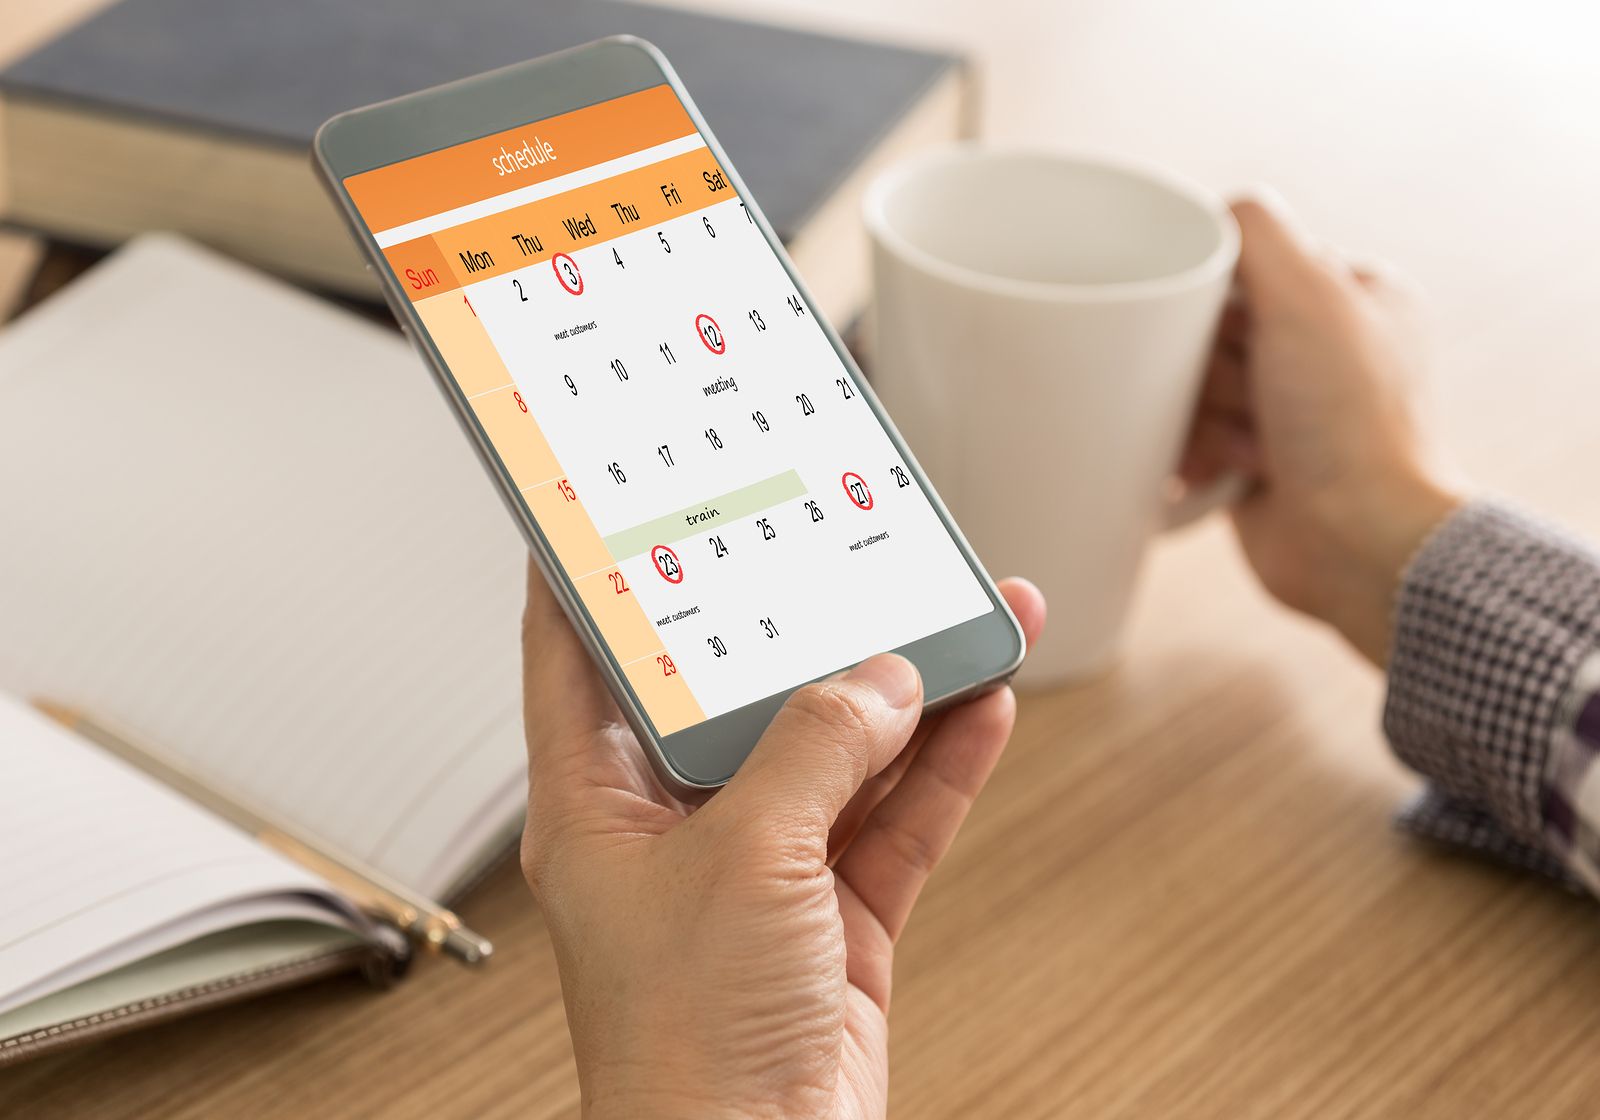 schedule
Sun Mon Thu Wed Thu Fri Sat
1 2 3 4 5 6 7
meet customers
8 9 10 11 12 13 14
meeting
15 16 17 18 19 20 21
train
22 23 24 25 26 27 28
meet customers meet customers
29 30 31